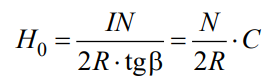 H₀ = IN / (2R · tgβ) = N / (2R) · C